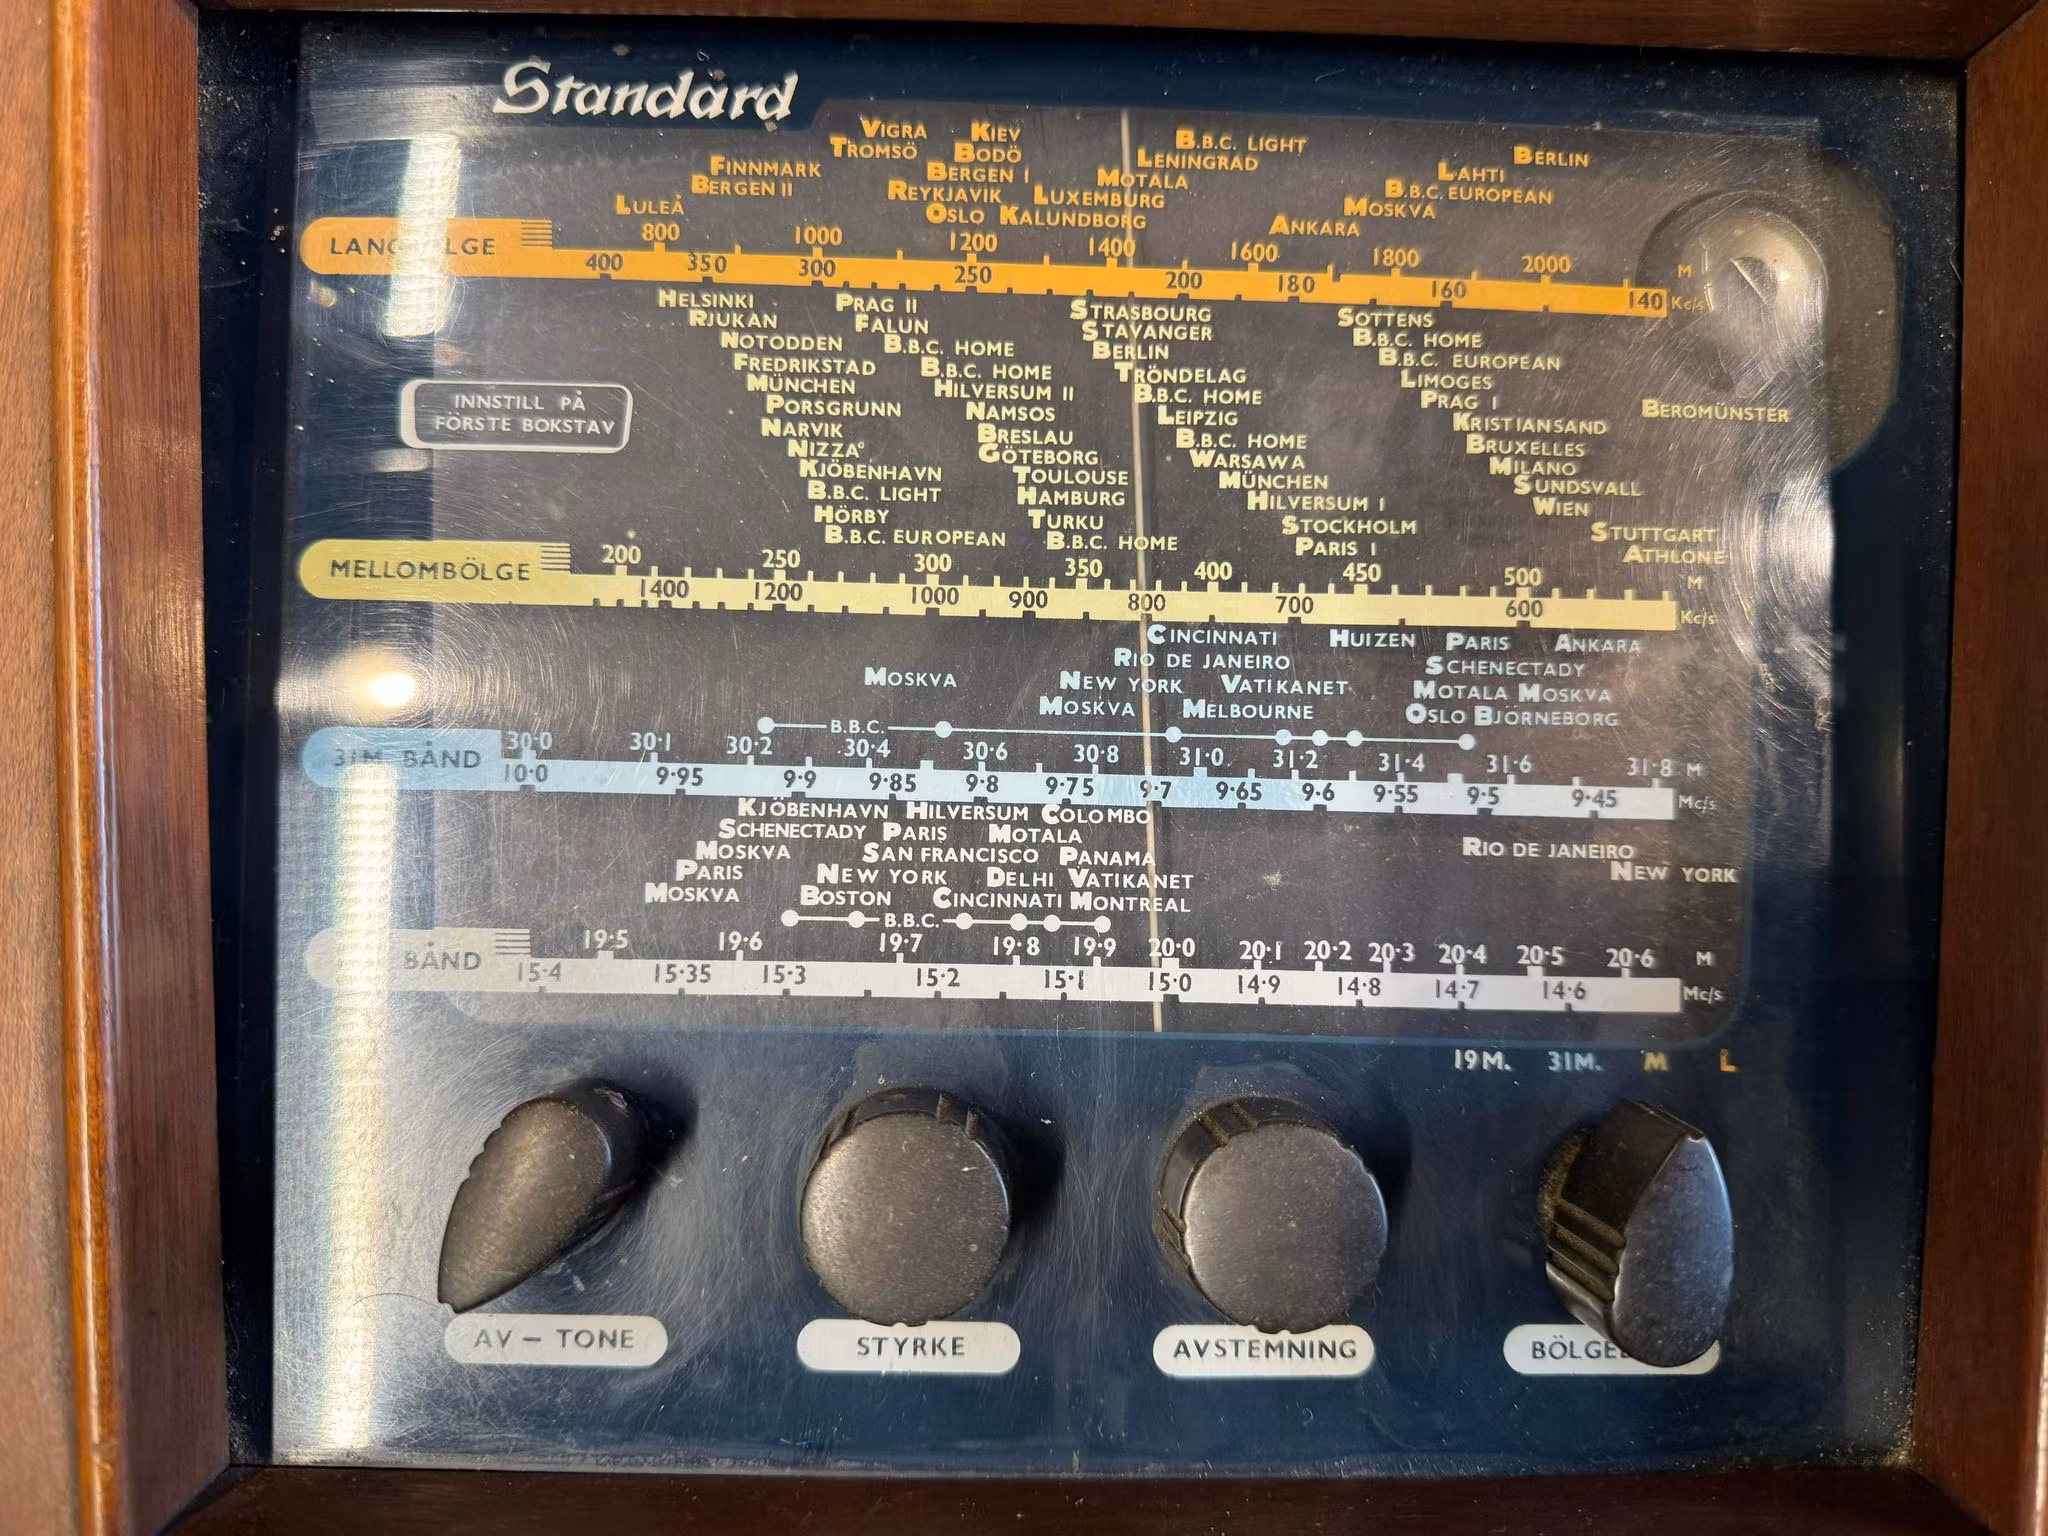 Standard
VIGRA KIEV B.B.C. LIGHT
TROMSÖ BODÖ LENINGRAD BERLIN
FINNMARK BERGEN I MOTALA LAHTI
BERGEN II REYKJAVIK LUXEMBURG B.B.C. EUROPEAN
LULEÅ OSLO KALUNDBORG ANKARA MOSKVA
800 1000 1200 1400 1600 1800 2000 M
400 350 300 250 200 180 160 140 Kc/s
HELSINKI PRAG II STRASBOURG SOTTENS
RJUKAN FALUN STAVANGER B.B.C. HOME
NOTODDEN B.B.C. HOME BERLIN B.B.C. EUROPEAN
FREDRIKSTAD B.B.C. HOME TRÖNDELAG LIMOGES
MÜNCHEN HILVERSUM II B.B.C. HOME PRAG I
INNSTILL PÅ
FÖRSTE BOKSTAV
PORSGRUNN NAMSOS LEIPZIG KRISTIANSAND BEROMÜNSTER
NARVIK BRESLAU B.B.C. HOME BRUXELLES
NIZZA GÖTEBORG WARSAWA MILANO
KJÖBENHAVN TOULOUSE MÜNCHEN SUNDSVALL
B.B.C. LIGHT HAMBURG HILVERSUM I WIEN
HÖRBY TURKU STOCKHOLM STUTTGART
B.B.C. EUROPEAN B.B.C. HOME PARIS I ATHLONE
MELLOMBÖLGE 200 250 300 350 400 450 500 M
1400 1200 1000 900 800 700 600 Kc/s
CINCINNATI HUIZEN PARIS ANKARA
RIO DE JANEIRO SCHENECTADY
MOSKVA NEW YORK VATIKANET MOTALA MOSKVA
MOSKVA MELBOURNE OSLO BJÖRNEBORG
B.B.C.
31M. BÅND 30·0 30·1 30·2 30·4 30·6 30·8 31·0 31·2 31·4 31·6 31·8 M
10·0 9·95 9·9 9·85 9·8 9·75 9·7 9·65 9·6 9·55 9·5 9·45 Mc/s
KJÖBENHAVN HILVERSUM COLOMBO
SCHENECTADY PARIS MOTALA
MOSKVA SAN FRANCISCO PANAMA RIO DE JANEIRO
PARIS NEW YORK DELHI VATIKANET NEW YORK
MOSKVA BOSTON CINCINNATI MONTREAL
B.B.C.
BÅND 19·5 19·6 19·7 19·8 19·9 20·0 20·1 20·2 20·3 20·4 20·5 20·6 M
15·4 15·35 15·3 15·2 15·1 15·0 14·9 14·8 14·7 14·6 Mc/s
19M. 31M. M L
AV – TONE STYRKE AVSTEMNING